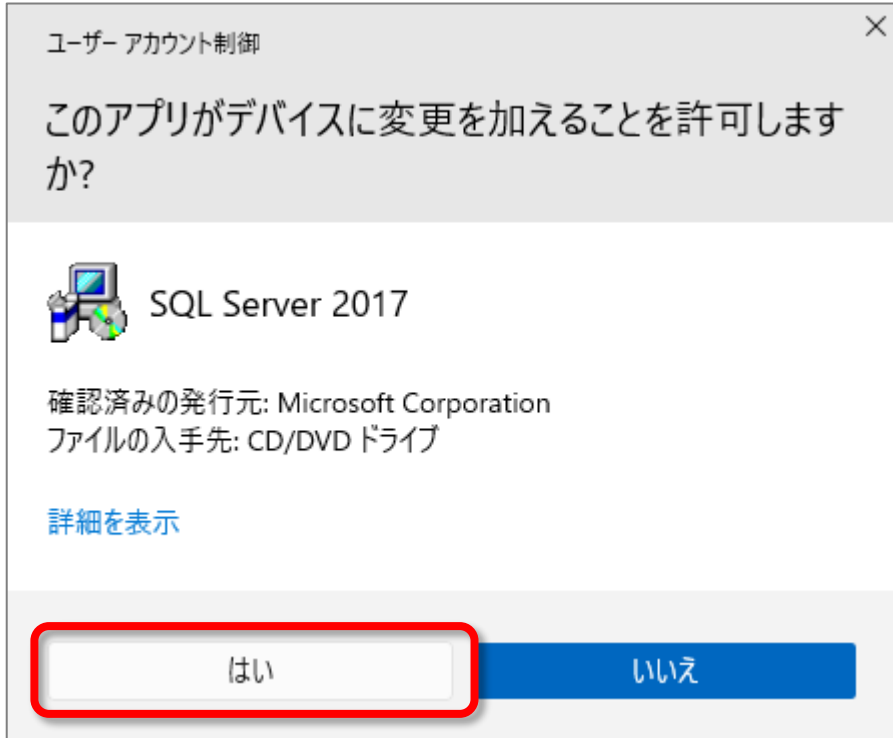 ユーザー アカウント制御
このアプリがデバイスに変更を加えることを許可します
か?
SQL Server 2017
確認済みの発行元: Microsoft Corporation
ファイルの入手先: CD/DVD ドライブ
詳細を表示
はい
いいえ